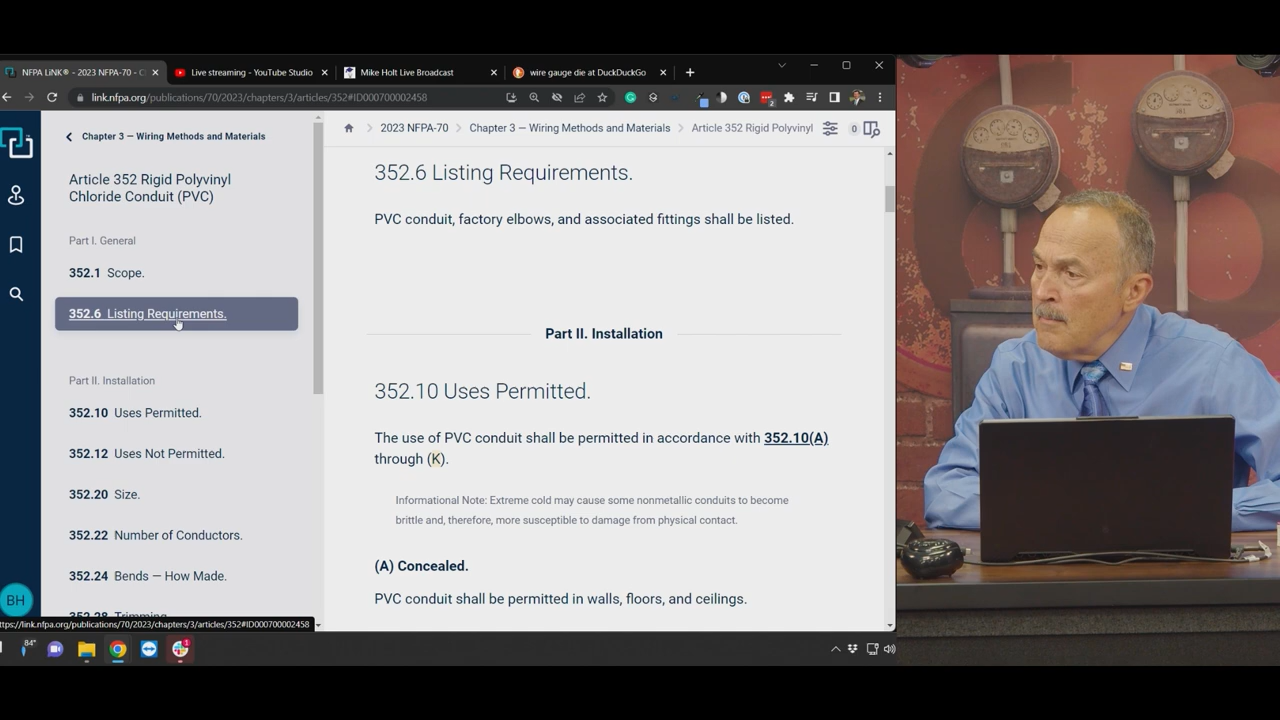 NFPA LiNK® - 2023 NFPA-70 - C
Live streaming - YouTube Studio
Mike Holt Live Broadcast
wire gauge die at DuckDuckGo
link.nfpa.org/publications/70/2023/chapters/3/articles/352#ID000700002458
2
Chapter 3 — Wiring Methods and Materials
2023 NFPA-70
Chapter 3 — Wiring Methods and Materials
Article 352 Rigid Polyvinyl
0
Article 352 Rigid Polyvinyl
Chloride Conduit (PVC)
Part I. General
352.1 Scope.
352.6 Listing Requirements.
Part II. Installation
352.10 Uses Permitted.
352.12 Uses Not Permitted.
352.20 Size.
352.22 Number of Conductors.
352.24 Bends — How Made.
352.28 Trimming.
352.6 Listing Requirements.
PVC conduit, factory elbows, and associated fittings shall be listed.
Part II. Installation
352.10 Uses Permitted.
The use of PVC conduit shall be permitted in accordance with 352.10(A)
through (K).
Informational Note: Extreme cold may cause some nonmetallic conduits to become
brittle and, therefore, more susceptible to damage from physical contact.
(A) Concealed.
PVC conduit shall be permitted in walls, floors, and ceilings.
BH
ttps://link.nfpa.org/publications/70/2023/chapters/3/articles/352#ID000700002458
84°
1